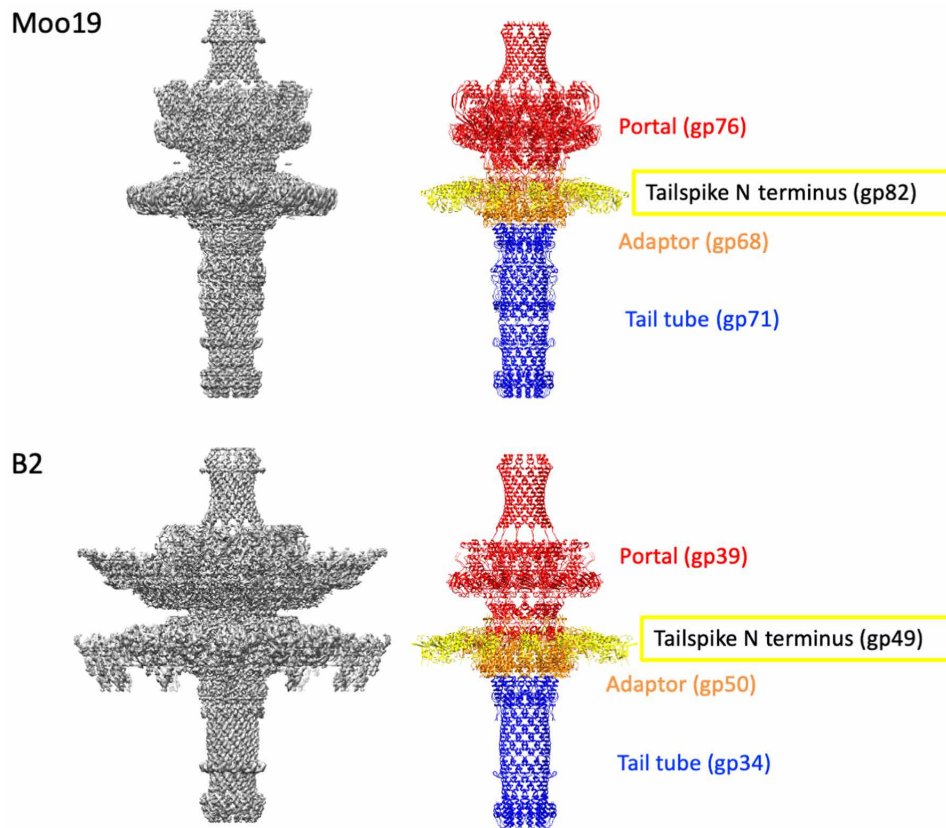 Moo19
Portal (gp76)
Tailspike N terminus (gp82)
Adaptor (gp68)
Tail tube (gp71)
B2
Portal (gp39)
Tailspike N terminus (gp49)
Adaptor (gp50)
Tail tube (gp34)